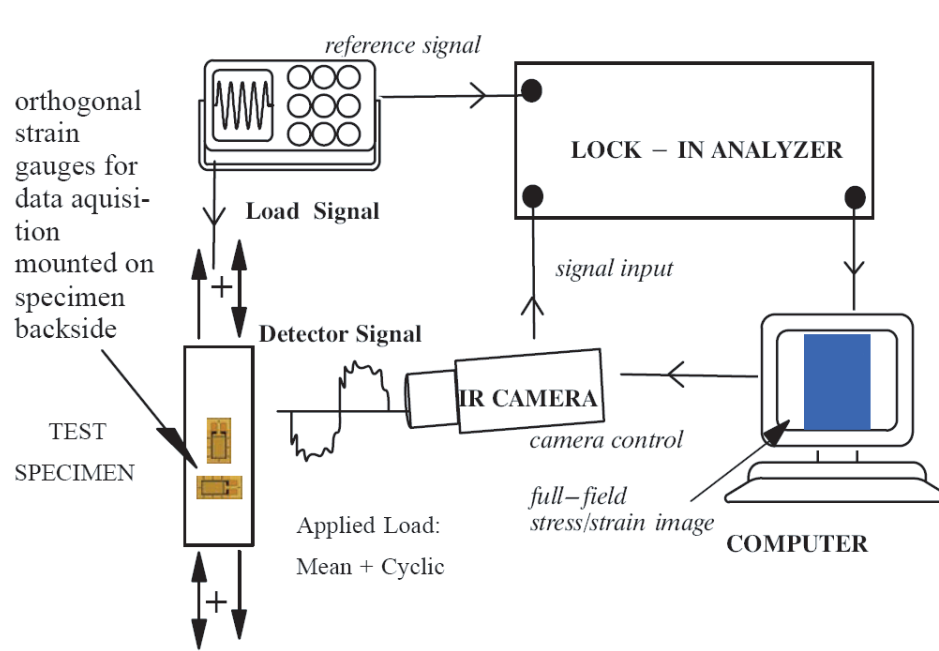 reference signal
orthogonal
strain
gauges for
data aquisi-
tion
mounted on
specimen
backside
LOCK – IN ANALYZER
Load Signal
+
signal input
Detector Signal
IR CAMERA
TEST
SPECIMEN
camera control
full–field
stress/strain image
Applied Load:
Mean + Cyclic
COMPUTER
+